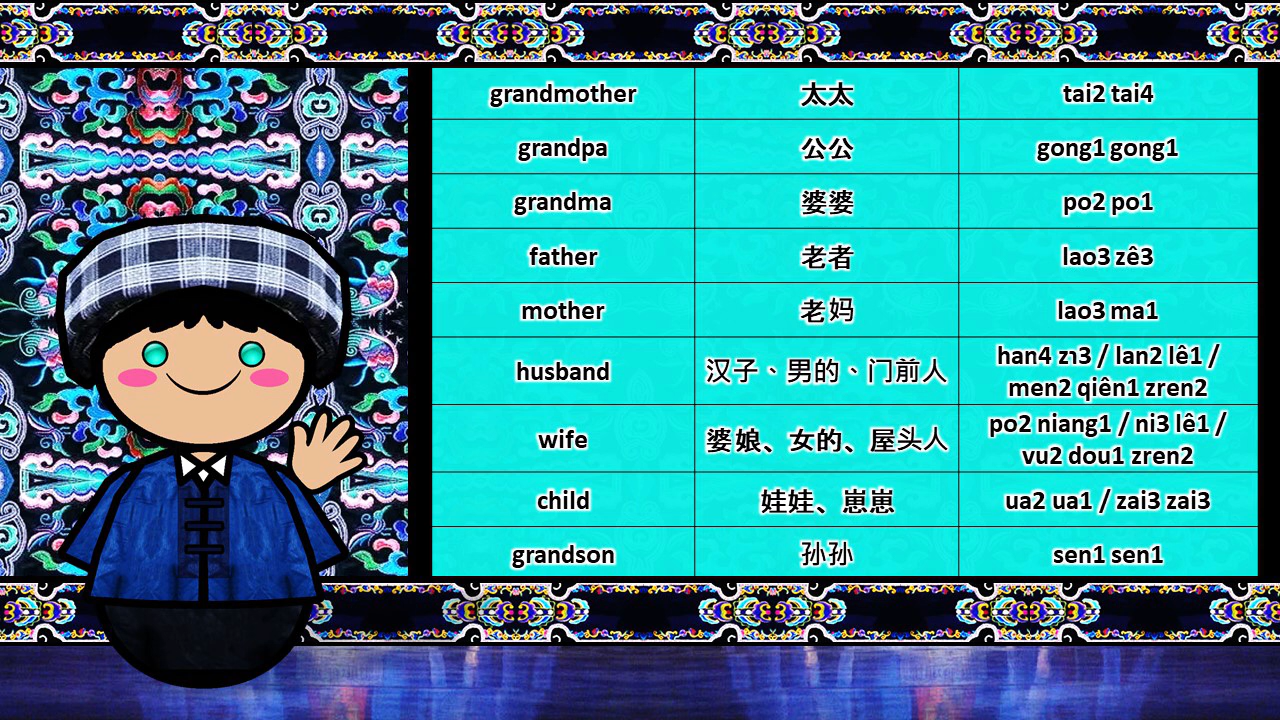 grandmother 太太 tai2 tai4
grandpa 公公 gong1 gong1
grandma 婆婆 po2 po1
father 老者 lao3 zê3
mother 老妈 lao3 ma1
husband 汉子、男的、门前人 han4 zɿ3 / lan2 lê1 /
men2 qiên1 zren2
wife 婆娘、女的、屋头人 po2 niang1 / ni3 lê1 /
vu2 dou1 zren2
child 娃娃、崽崽 ua2 ua1 / zai3 zai3
grandson 孙孙 sen1 sen1